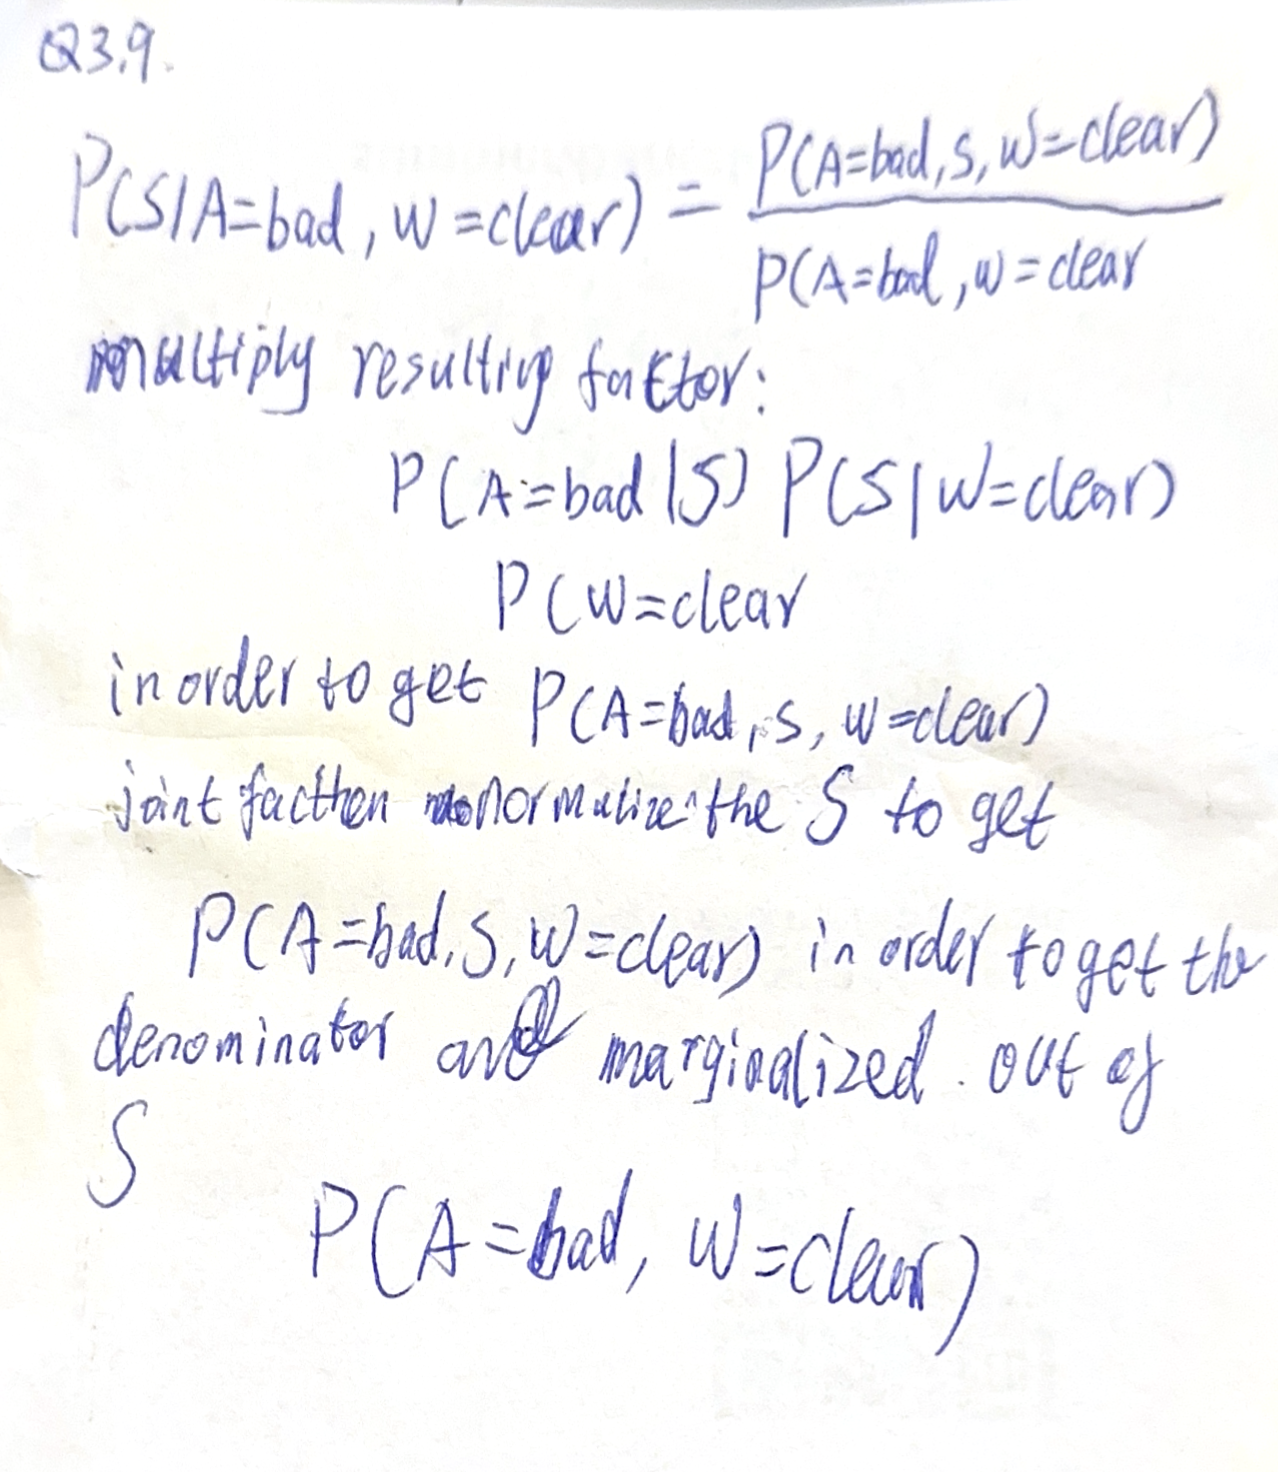 Q3.9.
P(S|A=bad, W=clear) = P(A=bad, S, W=clear)
P(A=bad, W=clear
multiply resulting factor:
P(A=bad|S) P(S|W=clear)
P(W=clear
in order to get P(A=bad, S, W=clear)
joint facthen normalize the S to get
P(A=bad, S, W=clear) in order to get the
denominator and marginalized. out of
S
P(A=bad, W=clear)